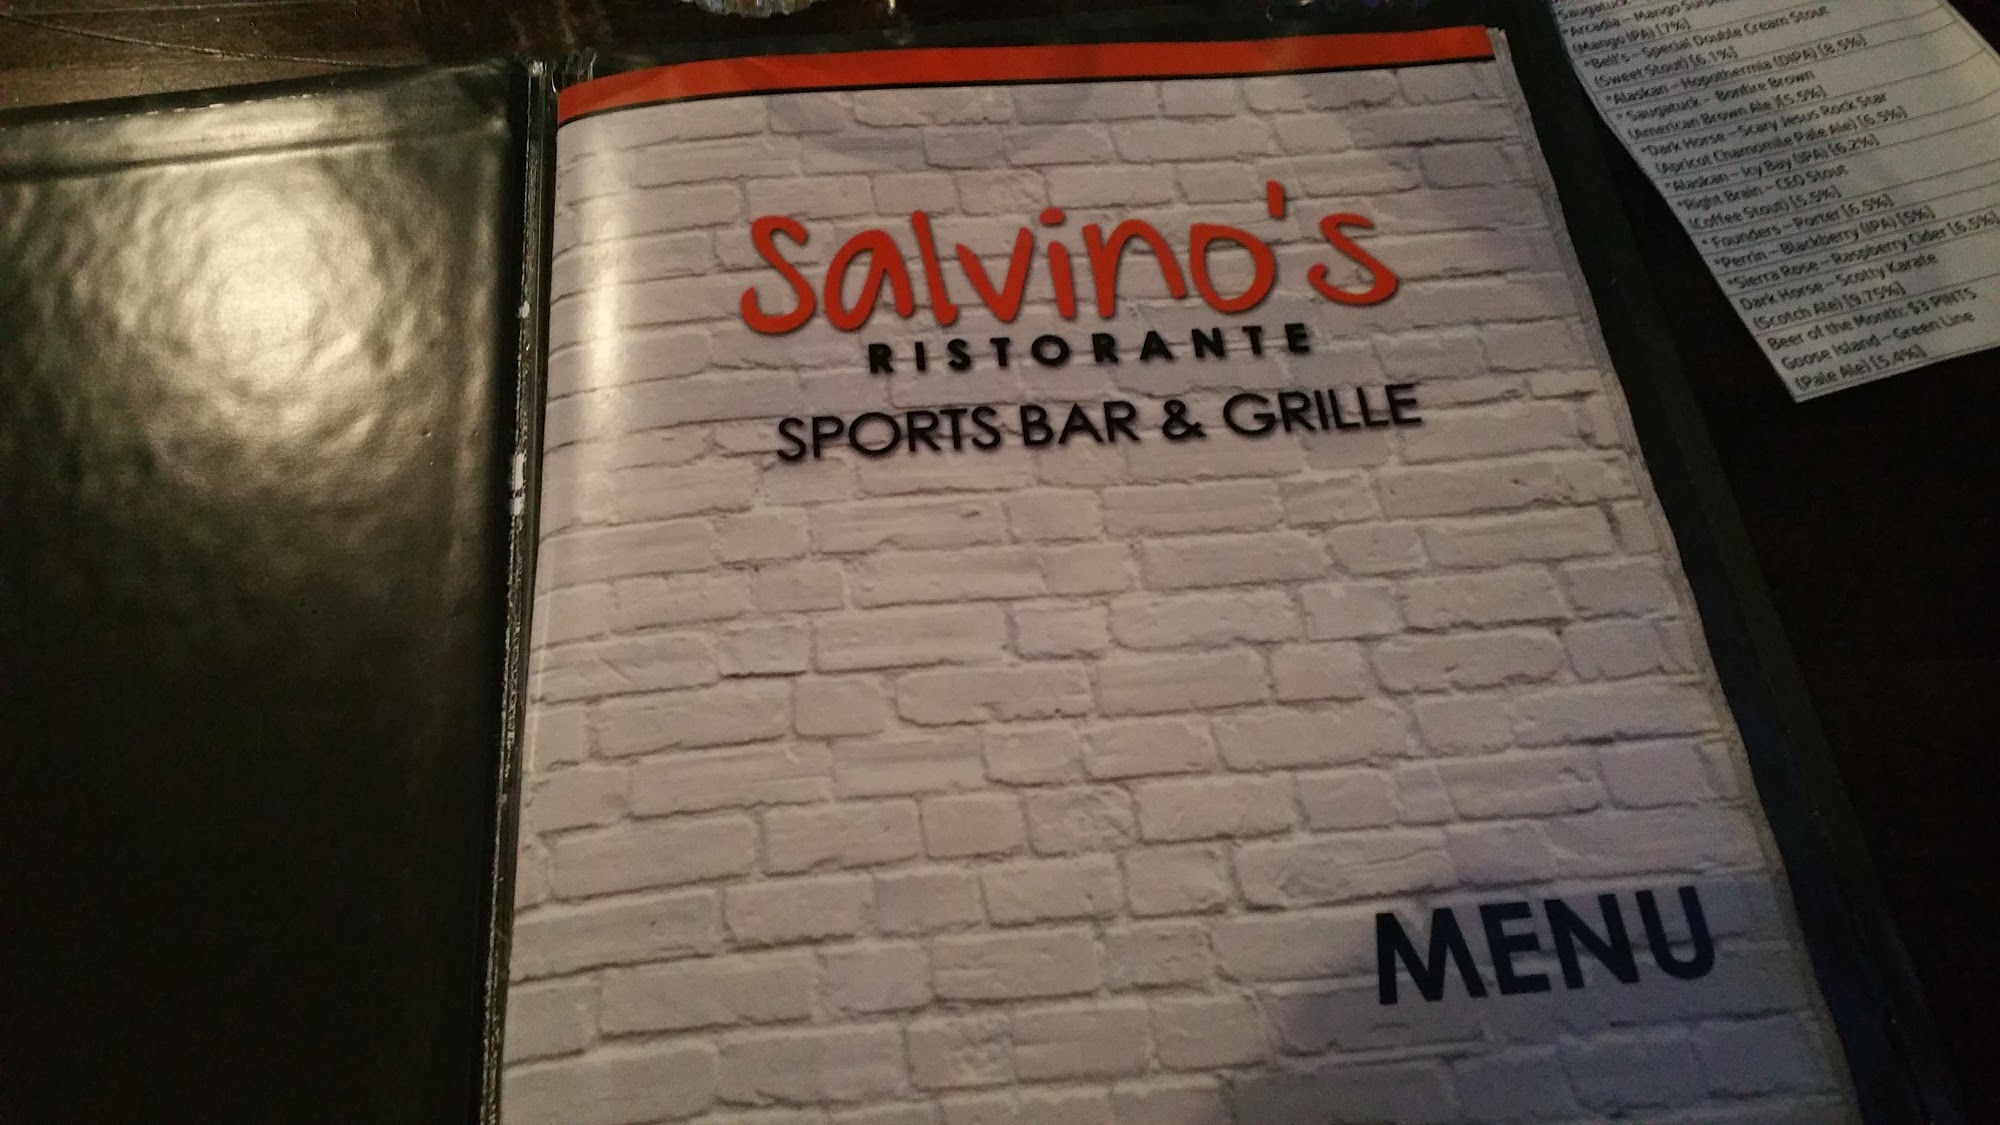 Salvino's
RISTORANTE
SPORTS BAR & GRILLE
MENU
Saugatuck
*Arcadia - Mango
(Mango IPA) [7%]
*Bell's - Special Double Cream Stout
(Sweet Stout) [6.1%]
*Alaskan - Hopothermia (DIPA) [8.5%]
*Saugatuck - Bonfire Brown
(American Brown Ale) [5.5%]
*Dark Horse - Scary Jesus Rock Star
(Apricot Chamomile Pale Ale) [6.5%]
*Alaskan - Icy Bay (IPA) [6.2%]
*Right Brain - CEO Stout
(Coffee Stout) [5.5%]
* Founders - Porter [6.5%]
*Perrin - Blackberry (IPA) [5%]
*Sierra Rose - Raspberry Cider [6.5%]
Dark Horse - Scotty Karate
(Scotch Ale) [9.75%]
Beer of the Month: $3 PINTS
Goose Island - Green Line
(Pale Ale) [5.4%]